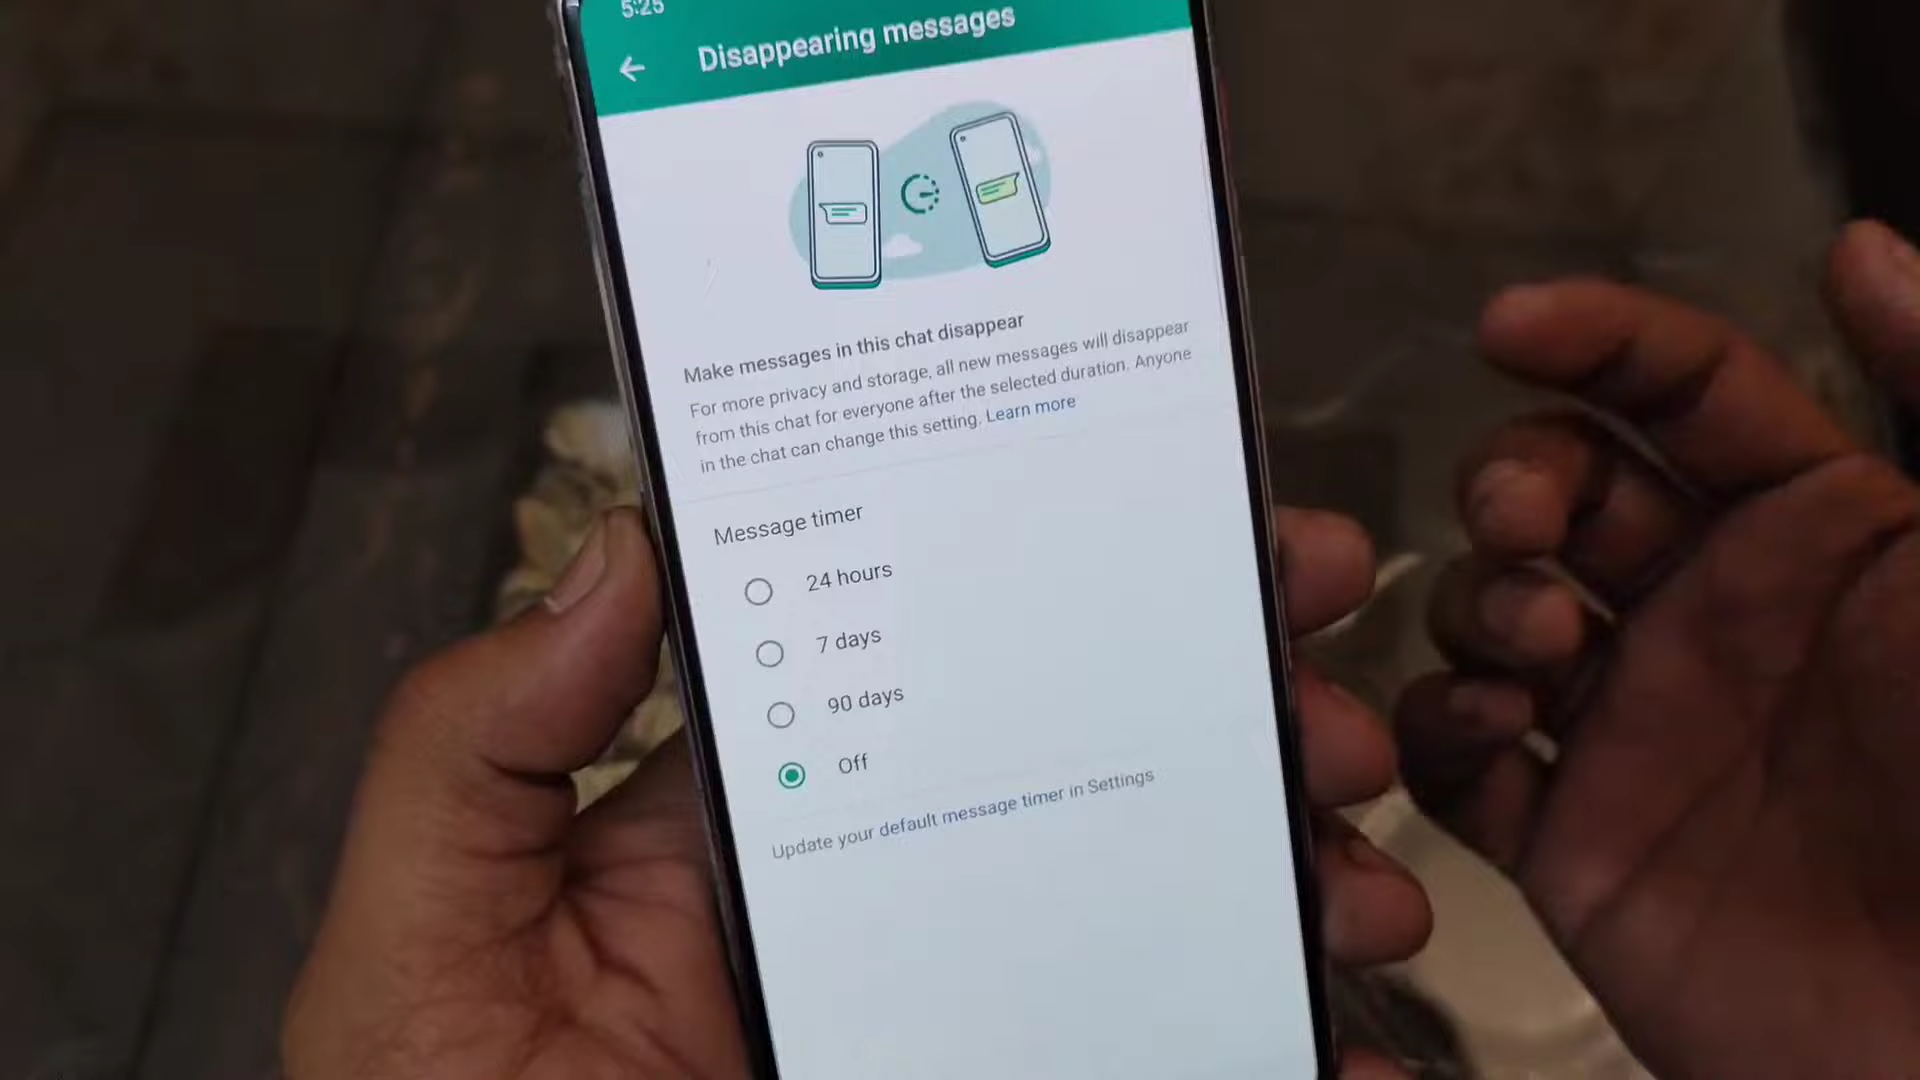 5:25
Disappearing messages
Make messages in this chat disappear
For more privacy and storage, all new messages will disappear
from this chat for everyone after the selected duration. Anyone
in the chat can change this setting. Learn more
Message timer
24 hours
7 days
90 days
Off
Update your default message timer in Settings